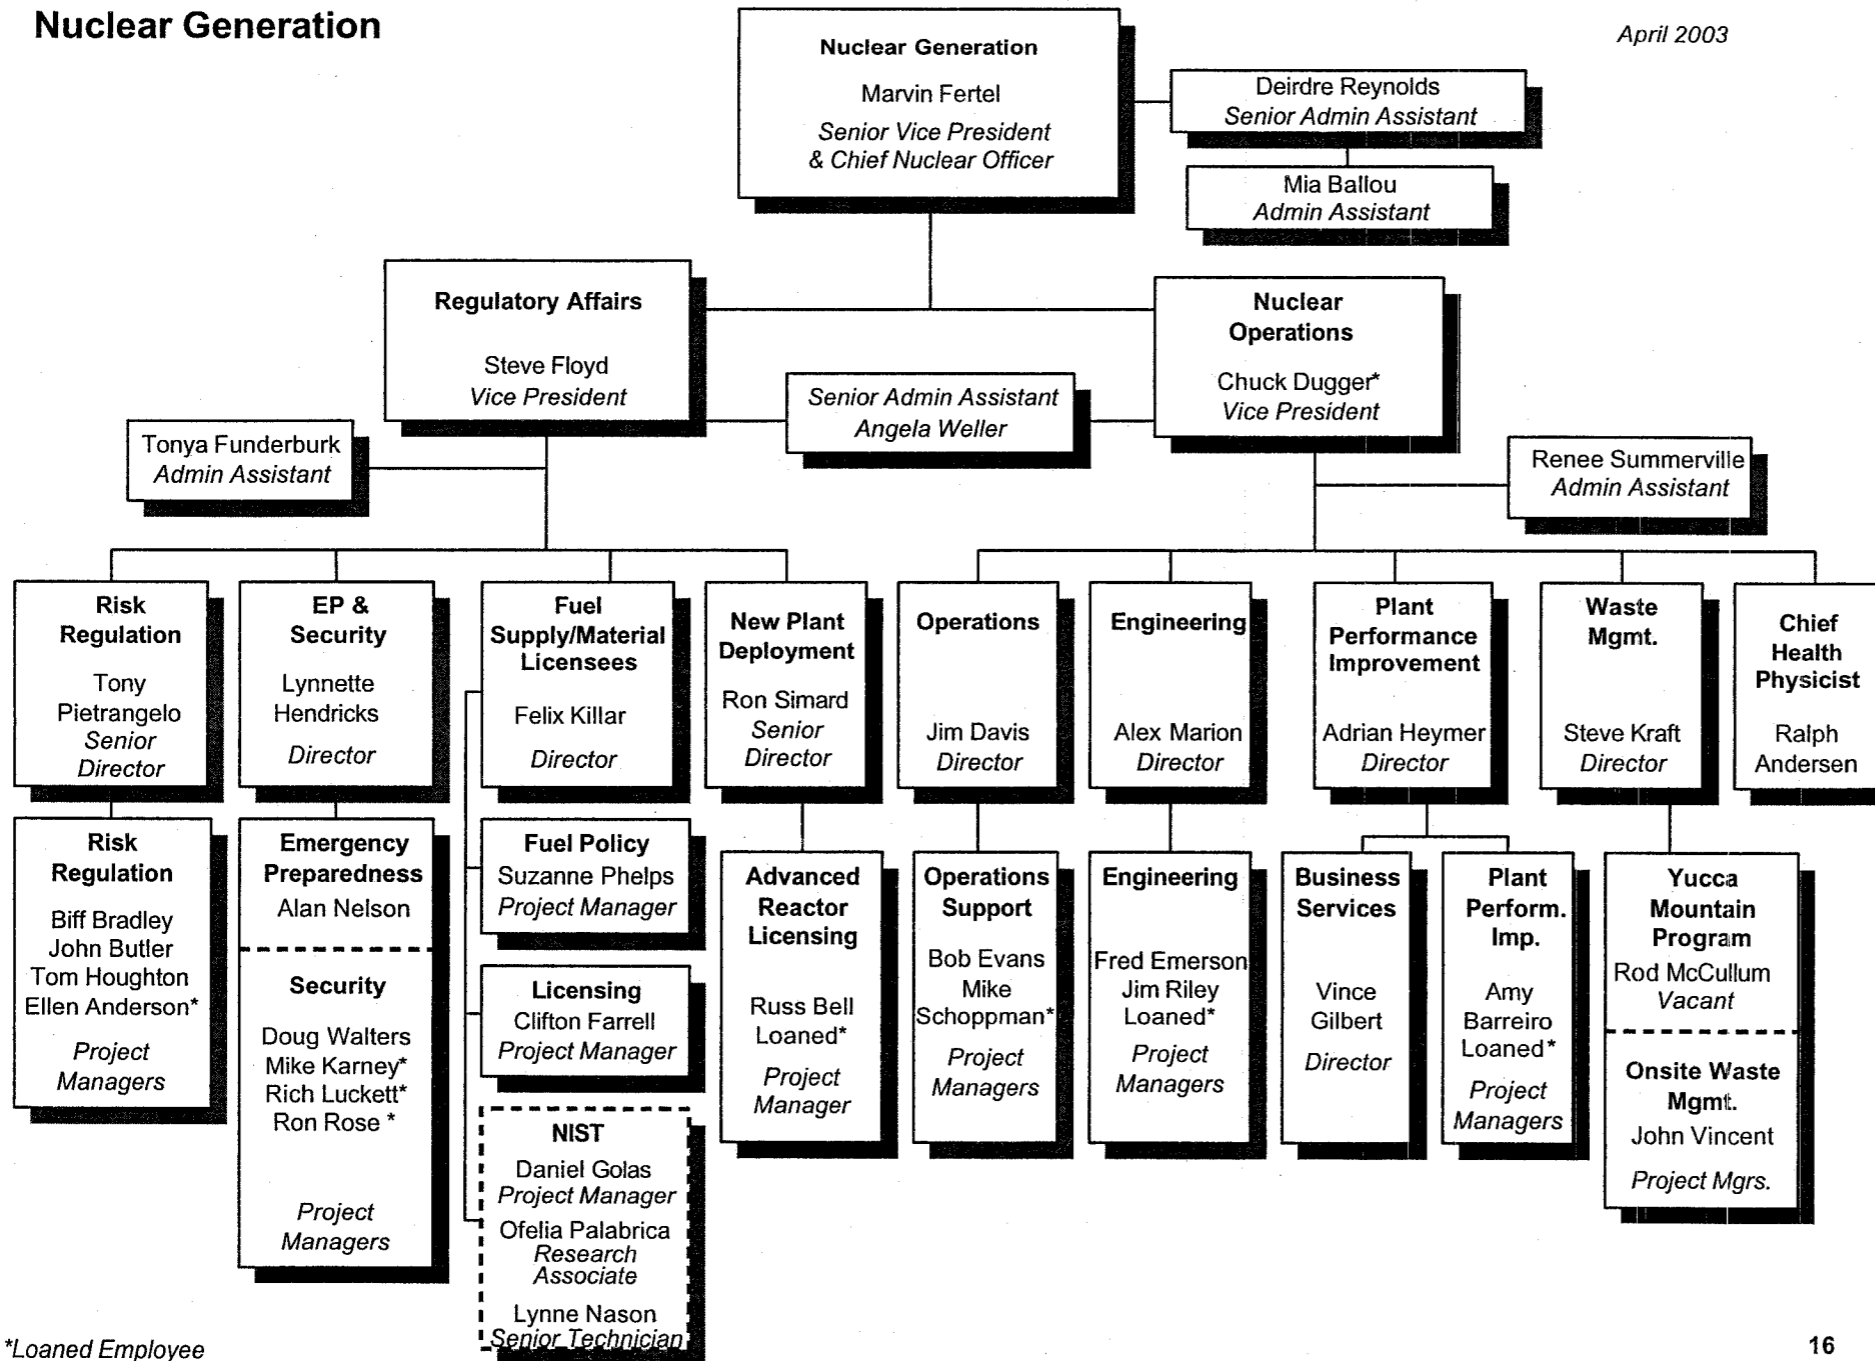 Nuclear Generation
April 2003
Nuclear Generation
Marvin Fertel
Senior Vice President
& Chief Nuclear Officer
Deirdre Reynolds
Senior Admin Assistant
Mia Ballou
Admin Assistant
Regulatory Affairs
Steve Floyd
Vice President
Nuclear
Operations
Chuck Dugger*
Vice President
Senior Admin Assistant
Angela Weller
Tonya Funderburk
Admin Assistant
Renee Summerville
Admin Assistant
Risk
Regulation
Tony
Pietrangelo
Senior
Director
EP &
Security
Lynnette
Hendricks
Director
Fuel
Supply/Material
Licensees
Felix Killar
Director
New Plant
Deployment
Ron Simard
Senior
Director
Operations
Jim Davis
Director
Engineering
Alex Marion
Director
Plant
Performance
Improvement
Adrian Heymer
Director
Waste
Mgmt.
Steve Kraft
Director
Chief
Health
Physicist
Ralph
Andersen
Risk
Regulation
Biff Bradley
John Butler
Tom Houghton
Ellen Anderson*
Project
Managers
Emergency
Preparedness
Alan Nelson
Security
Doug Walters
Mike Karney*
Rich Luckett*
Ron Rose *
Project
Managers
Fuel Policy
Suzanne Phelps
Project Manager
Licensing
Clifton Farrell
Project Manager
NIST
Daniel Golas
Project Manager
Ofelia Palabrica
Research
Associate
Lynne Nason
Senior Technician
Advanced
Reactor
Licensing
Russ Bell
Loaned*
Project
Manager
Operations
Support
Bob Evans
Mike
Schoppman*
Project
Managers
Engineering
Fred Emerson
Jim Riley
Loaned*
Project
Managers
Business
Services
Vince
Gilbert
Director
Plant
Perform.
Imp.
Amy
Barreiro
Loaned*
Project
Managers
Yucca
Mountain
Program
Rod McCullum
Vacant
Onsite Waste
Mgmt.
John Vincent
Project Mgrs.
*Loaned Employee
16